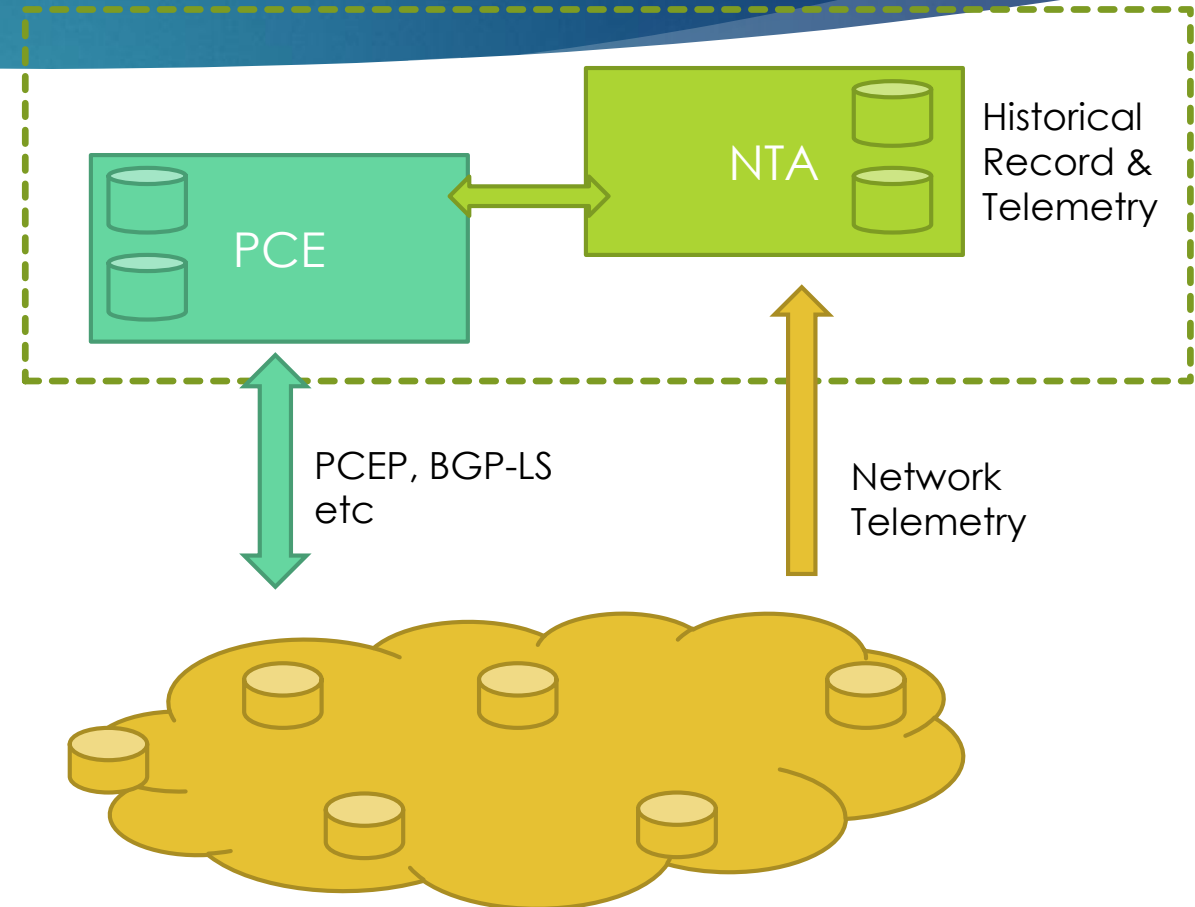 NTA
Historical
Record &
Telemetry
PCE
PCEP, BGP-LS
etc
Network
Telemetry